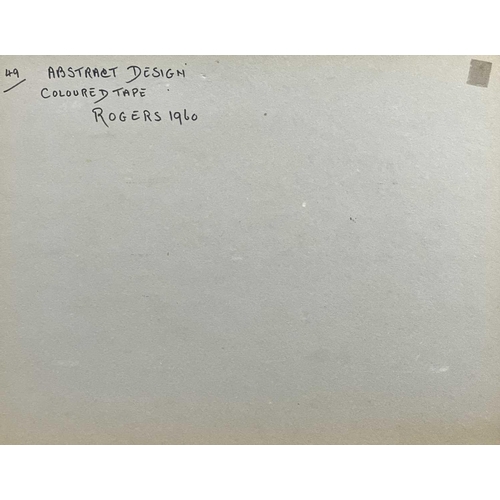 49/ ABSTRACT DESIGN
COLOURED TAPE
ROGERS 1960